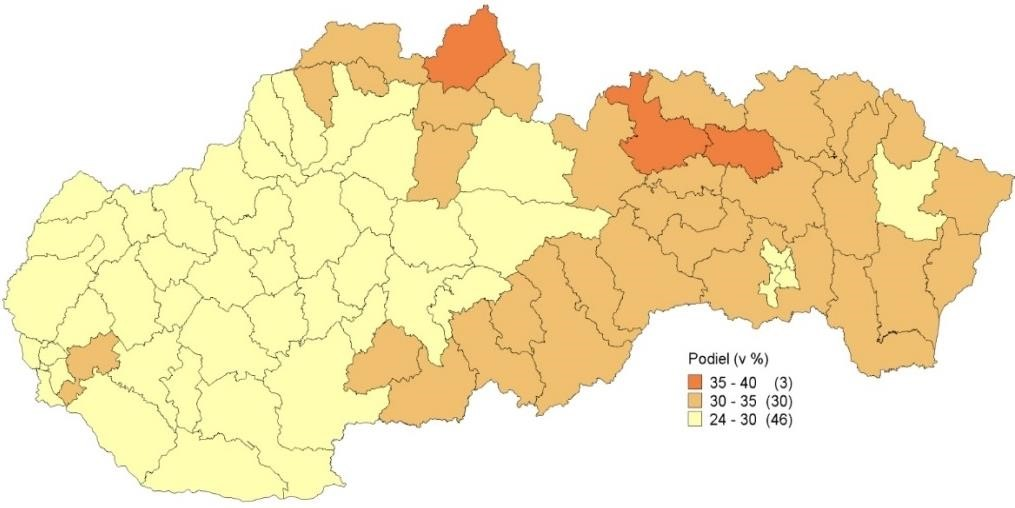 Podiel (v %)
35 - 40 (3)
30 - 35 (30)
24 - 30 (46)